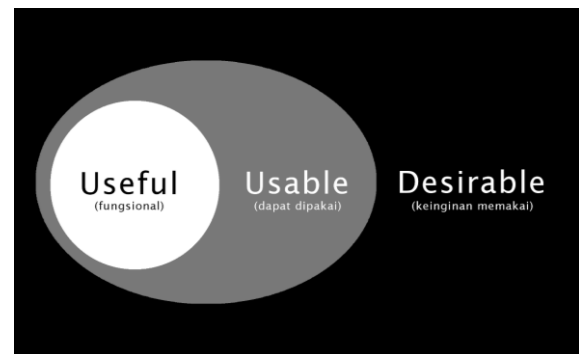 Useful
(fungsional)
Usable
(dapat dipakai)
Desirable
(keinginan memakai)